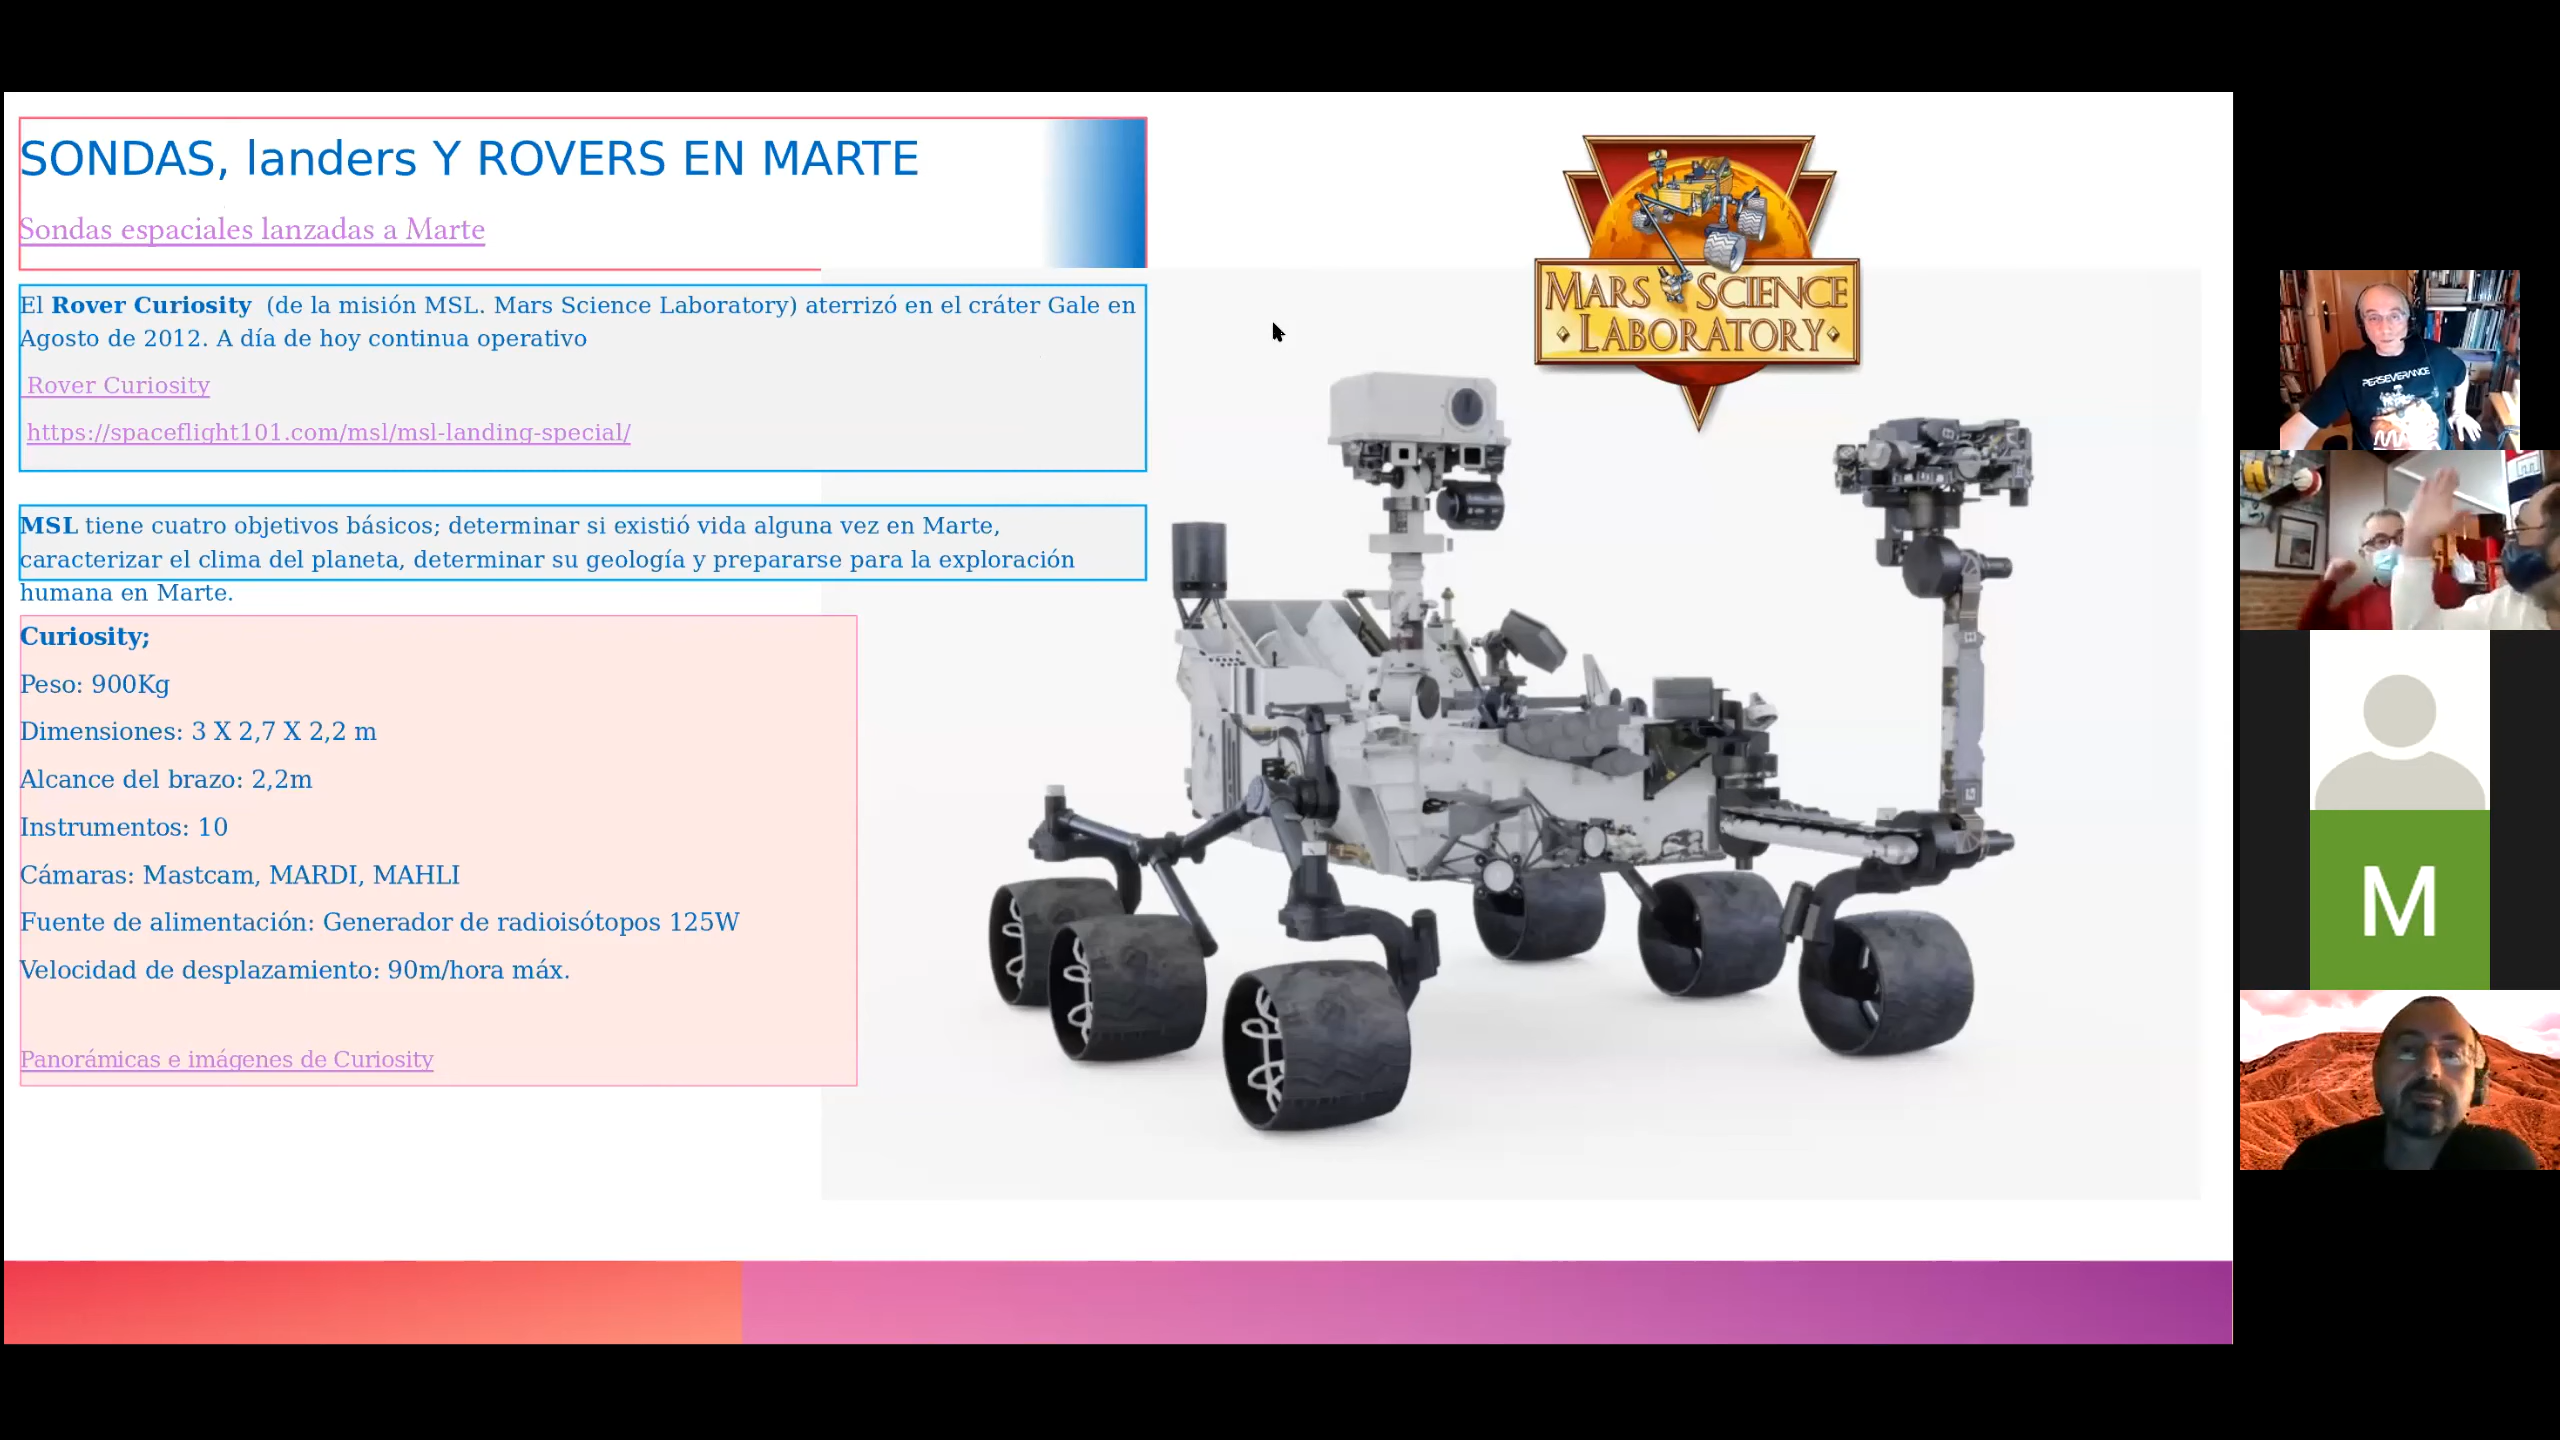 SONDAS, landers Y ROVERS EN MARTE
Sondas espaciales lanzadas a Marte
El Rover Curiosity (de la misión MSL. Mars Science Laboratory) aterrizó en el cráter Gale en
Agosto de 2012. A día de hoy continua operativo
Rover Curiosity
https://spaceflight101.com/msl/msl-landing-special/
MSL tiene cuatro objetivos básicos; determinar si existió vida alguna vez en Marte,
caracterizar el clima del planeta, determinar su geología y prepararse para la exploración
humana en Marte.
Curiosity;
Peso: 900Kg
Dimensiones: 3 X 2,7 X 2,2 m
Alcance del brazo: 2,2m
Instrumentos: 10
Cámaras: Mastcam, MARDI, MAHLI
Fuente de alimentación: Generador de radioisótopos 125W
Velocidad de desplazamiento: 90m/hora máx.
Panorámicas e imágenes de Curiosity
MARS SCIENCE
LABORATORY
PERSEVERANCE
M